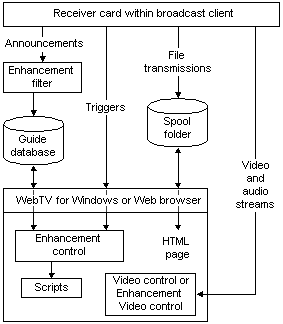 Receiver card within broadcast client
Announcements
File
transmissions
Enhancement
filter
Triggers
Guide
database
Spool
folder
Video
and
audio
streams
WebTV for Windows or Web browser
Enhancement
control
HTML
page
Scripts
Video control or
Enhancement
Video control